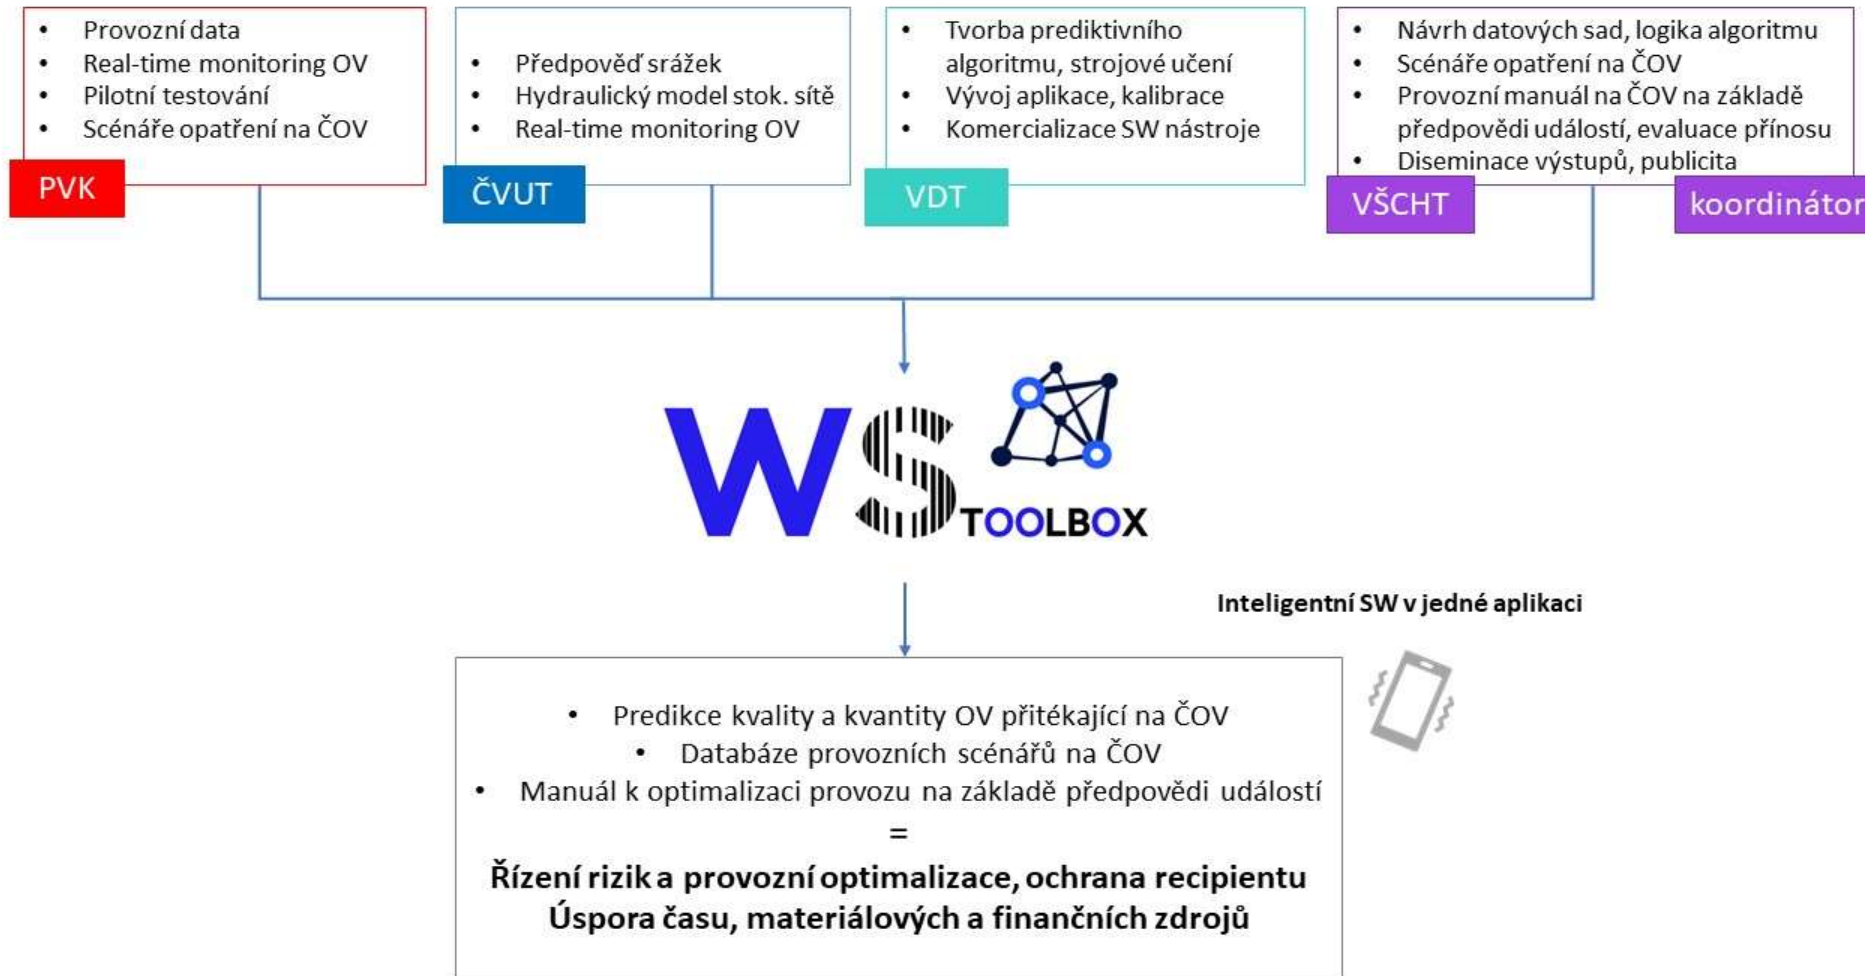 • Provozní data
• Real-time monitoring OV
• Pilotní testování
• Scénáře opatření na ČOV
PVK
• Předpověď srážek
• Hydraulický model stok. sítě
• Real-time monitoring OV
ČVUT
• Tvorba prediktivního
algoritmu, strojové učení
• Vývoj aplikace, kalibrace
• Komercializace SW nástroje
VDT
• Návrh datových sad, logika algoritmu
• Scénáře opatření na ČOV
• Provozní manuál na ČOV na základě
předpovědi událostí, evaluace přínosu
• Diseminace výstupů, publicita
VŠCHT
koordinátor
WS
TOOLBOX
Inteligentní SW v jedné aplikaci
• Predikce kvality a kvantity OV přitékající na ČOV
• Databáze provozních scénářů na ČOV
• Manuál k optimalizaci provozu na základě předpovědi událostí
=
Řízení rizik a provozní optimalizace, ochrana recipientu
Úspora času, materiálových a finančních zdrojů